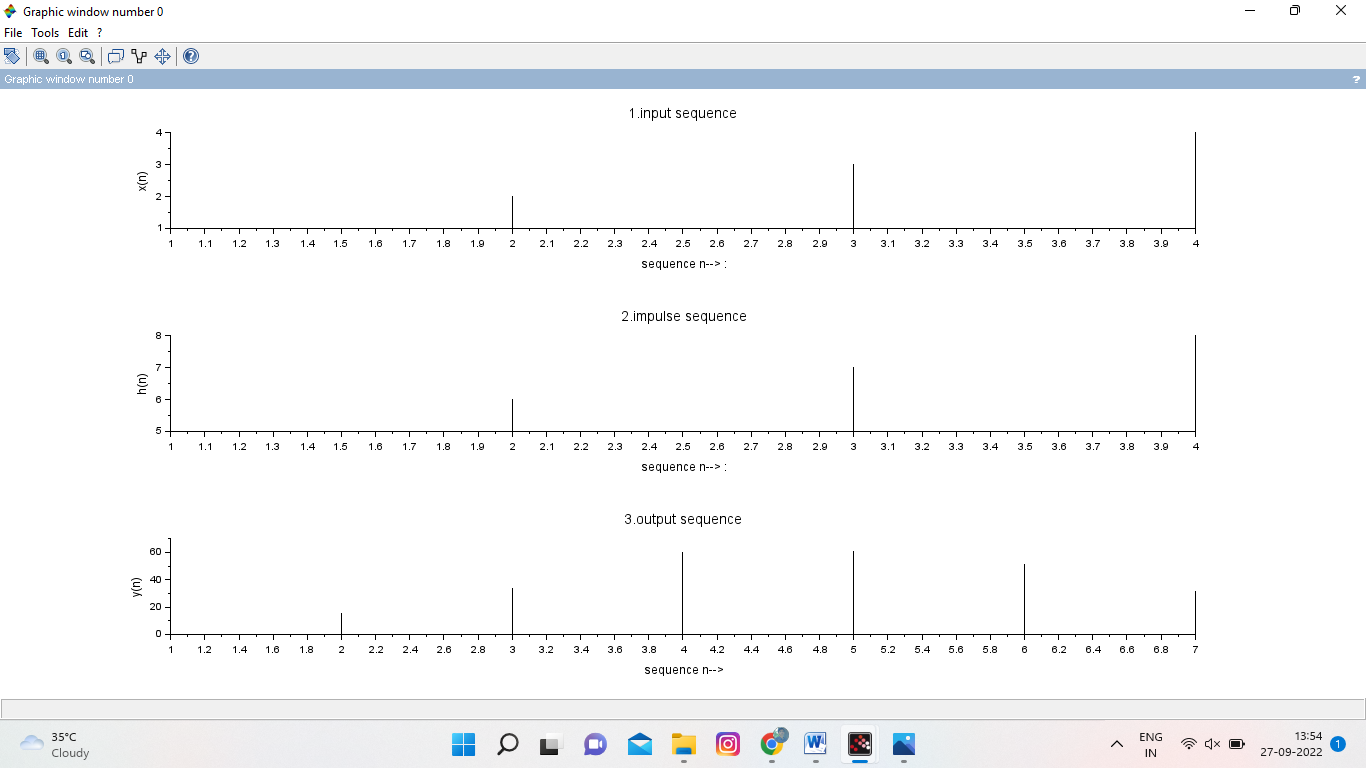 Graphic window number 0
File Tools Edit ?
Graphic window number 0 ?
1.input sequence
4
3
2
1
x(n)
1 1.1 1.2 1.3 1.4 1.5 1.6 1.7 1.8 1.9 2 2.1 2.2 2.3 2.4 2.5 2.6 2.7 2.8 2.9 3 3.1 3.2 3.3 3.4 3.5 3.6 3.7 3.8 3.9 4
sequence n--> :
2.impulse sequence
8
7
6
5
h(n)
1 1.1 1.2 1.3 1.4 1.5 1.6 1.7 1.8 1.9 2 2.1 2.2 2.3 2.4 2.5 2.6 2.7 2.8 2.9 3 3.1 3.2 3.3 3.4 3.5 3.6 3.7 3.8 3.9 4
sequence n--> :
3.output sequence
60
40
20
0
y(n)
1 1.2 1.4 1.6 1.8 2 2.2 2.4 2.6 2.8 3 3.2 3.4 3.6 3.8 4 4.2 4.4 4.6 4.8 5 5.2 5.4 5.6 5.8 6 6.2 6.4 6.6 6.8 7
sequence n-->
35°C
Cloudy
ENG
IN
13:54
27-09-2022
1